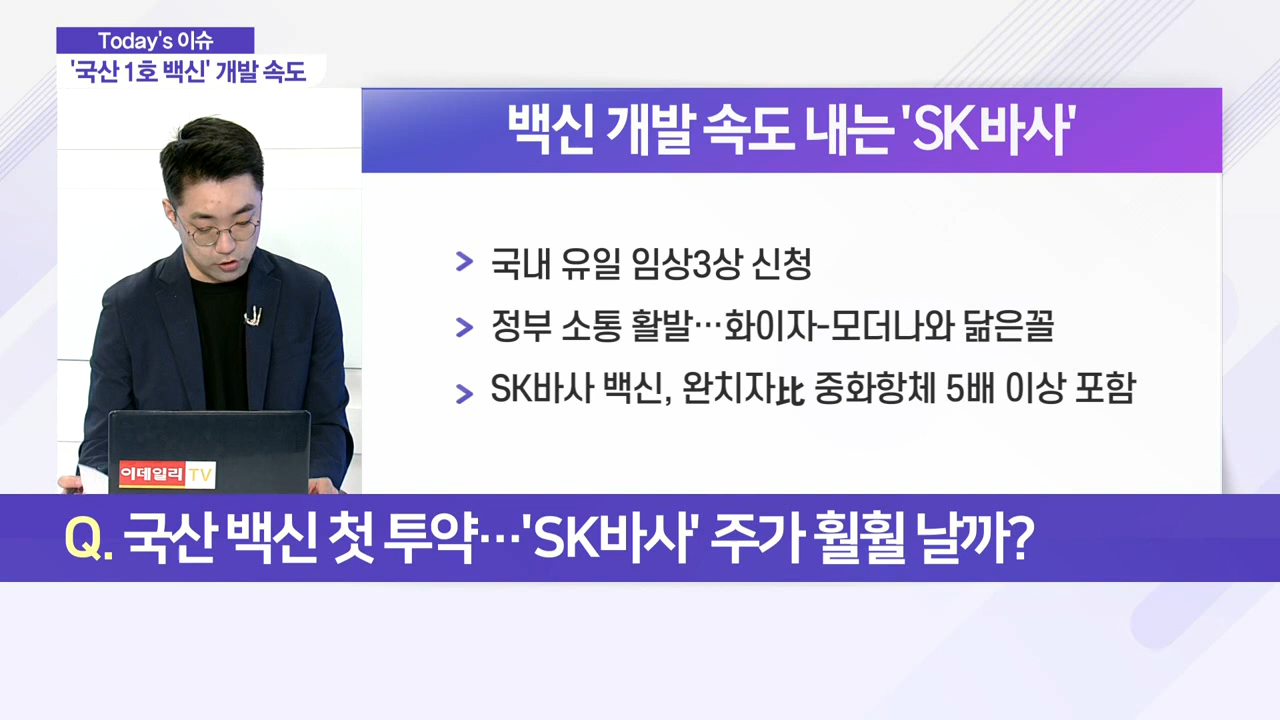 Today's 이슈
'국산 1호 백신' 개발 속도
백신 개발 속도 내는 'SK바사'
> 국내 유일 임상3상 신청
> 정부 소통 활발…화이자-모더나와 닮은꼴
> SK바사 백신, 완치자比 중화항체 5배 이상 포함
이데일리 TV
Q. 국산 백신 첫 투약…'SK바사' 주가 훨훨 날까?